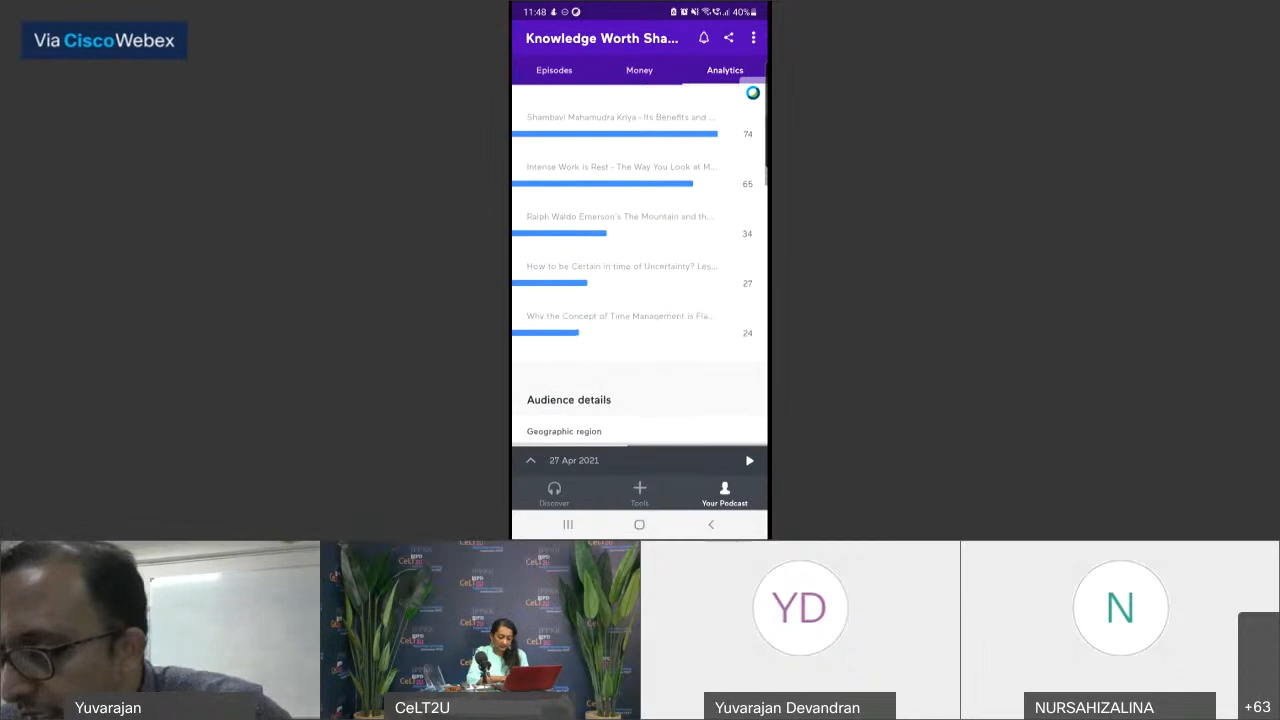 Via Cisco Webex
11:48
40%
Knowledge Worth Sha...
Episodes Money Analytics
Shambavi Mahamudra Kriya - Its Benefits and ...
74
Intense Work is Rest - The Way You Look at M...
65
Ralph Waldo Emerson's The Mountain and th...
34
How to be Certain in time of Uncertainty? Les...
27
Why the Concept of Time Management is Fla...
24
Audience details
Geographic region
27 Apr 2021
Discover Tools Your Podcast
CeLT2U
YD
N
Yuvarajan
CeLT2U
Yuvarajan Devandran
NURSAHIZALINA
+63